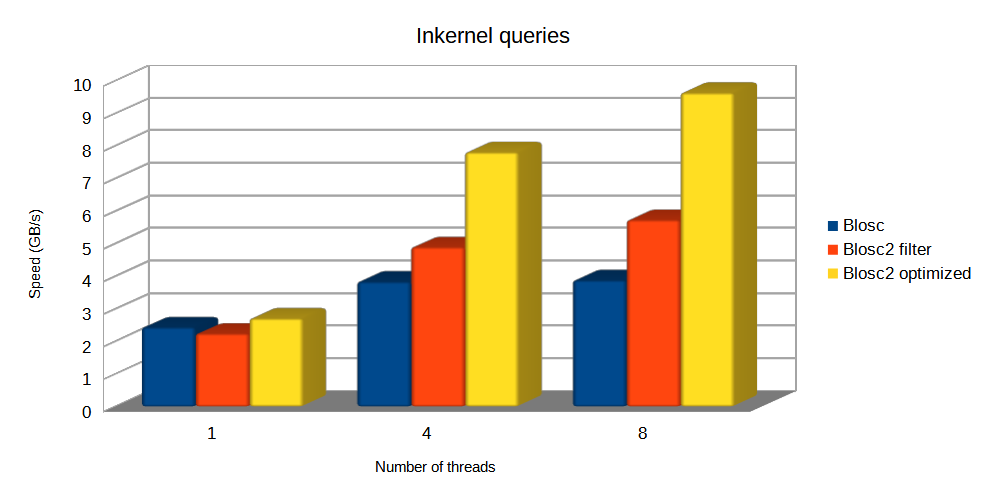 Inkernel queries
10
9
8
7
6
5
4
3
2
1
0
Speed (GB/s)
1 4 8
Number of threads
Blosc
Blosc2 filter
Blosc2 optimized